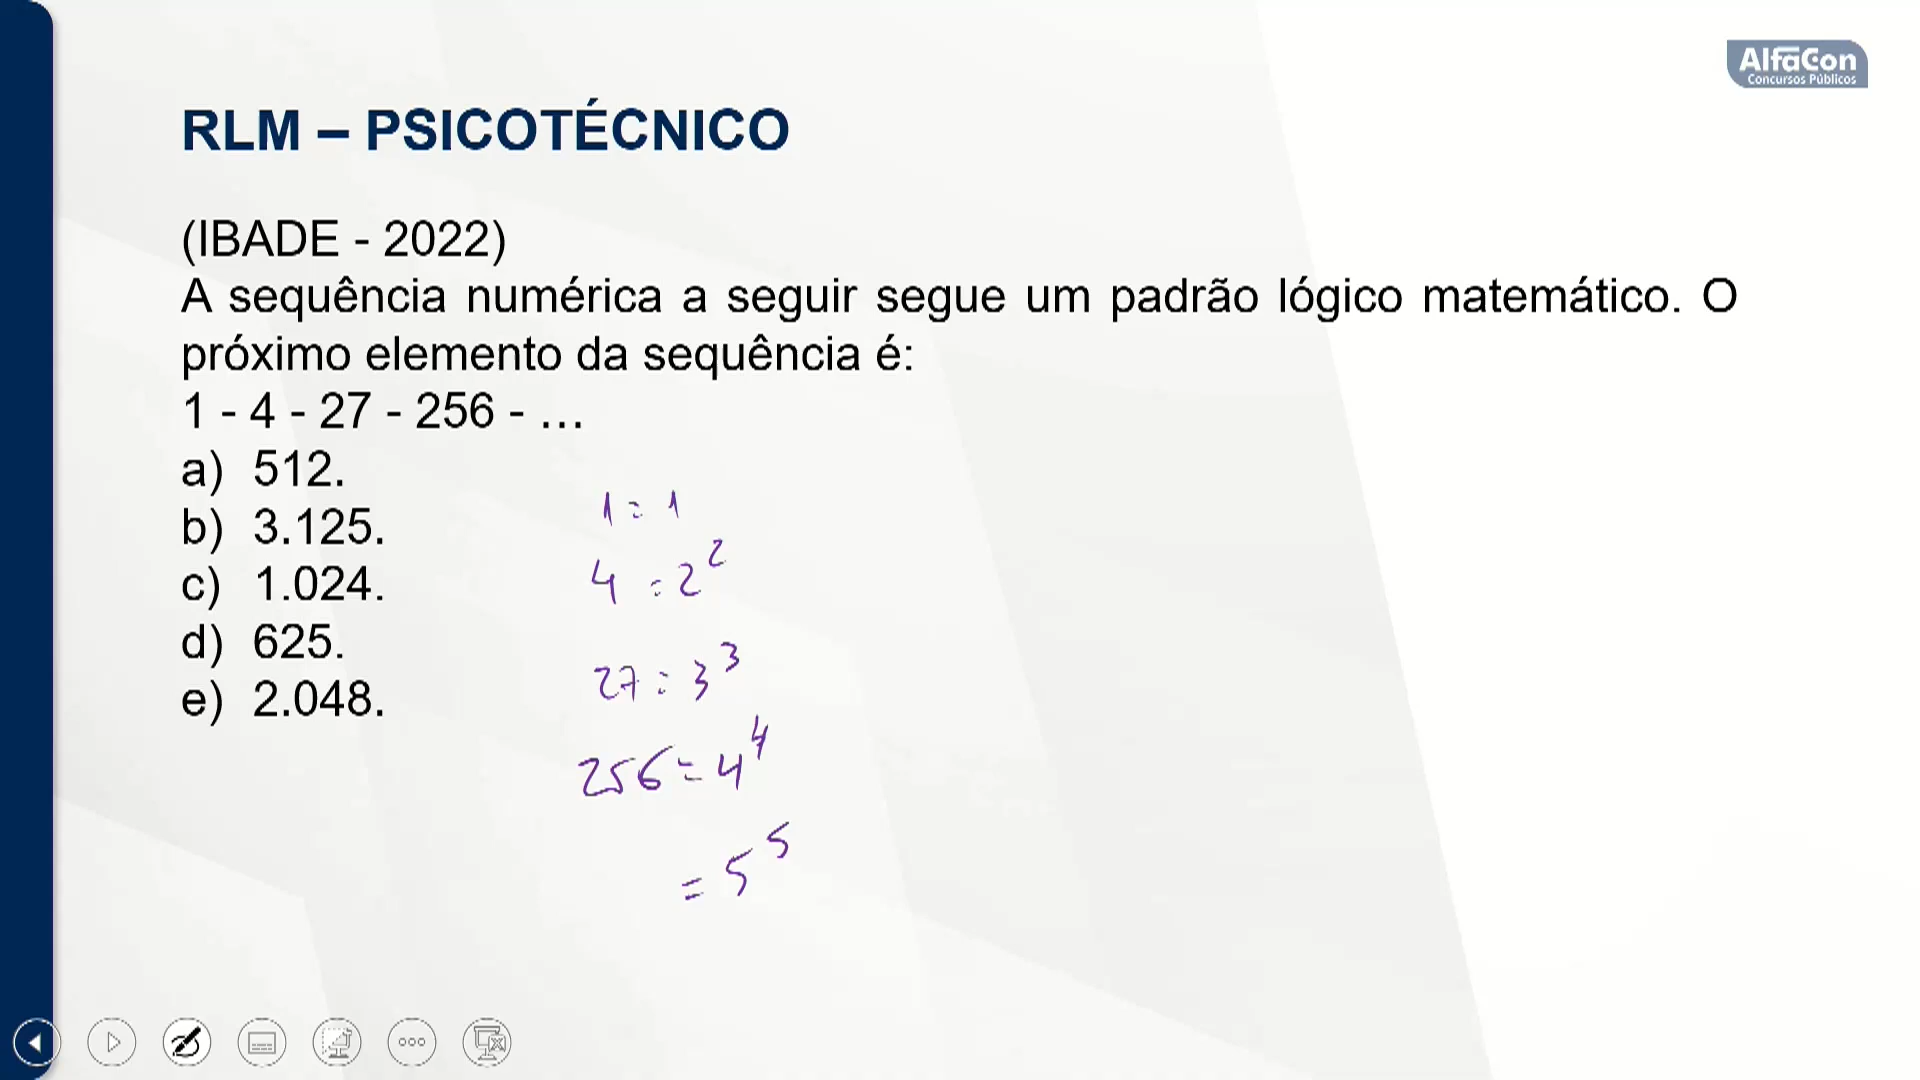 AlfaCon
Concursos Públicos
RLM – PSICOTÉCNICO
(IBADE - 2022)
A sequência numérica a seguir segue um padrão lógico matemático. O
próximo elemento da sequência é:
1 - 4 - 27 - 256 - …
a) 512.
b) 3.125.
c) 1.024.
d) 625.
e) 2.048.
1 = 1
4 = 2²
27 = 3³
256 = 4⁴
= 5⁵